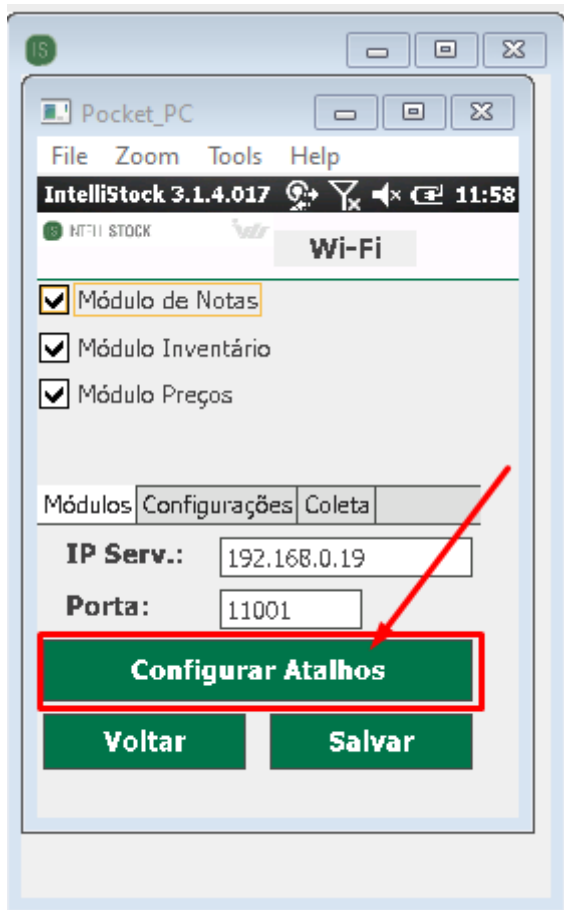 IS
Pocket_PC
File Zoom Tools Help
IntelliStock 3.1.4.017 11:58
STOCK
Wi-Fi
Módulo de Notas
Módulo Inventário
Módulo Preços
Módulos Configurações Coleta
IP Serv.: 192.168.0.19
Porta: 11001
Configurar Atalhos
Voltar Salvar